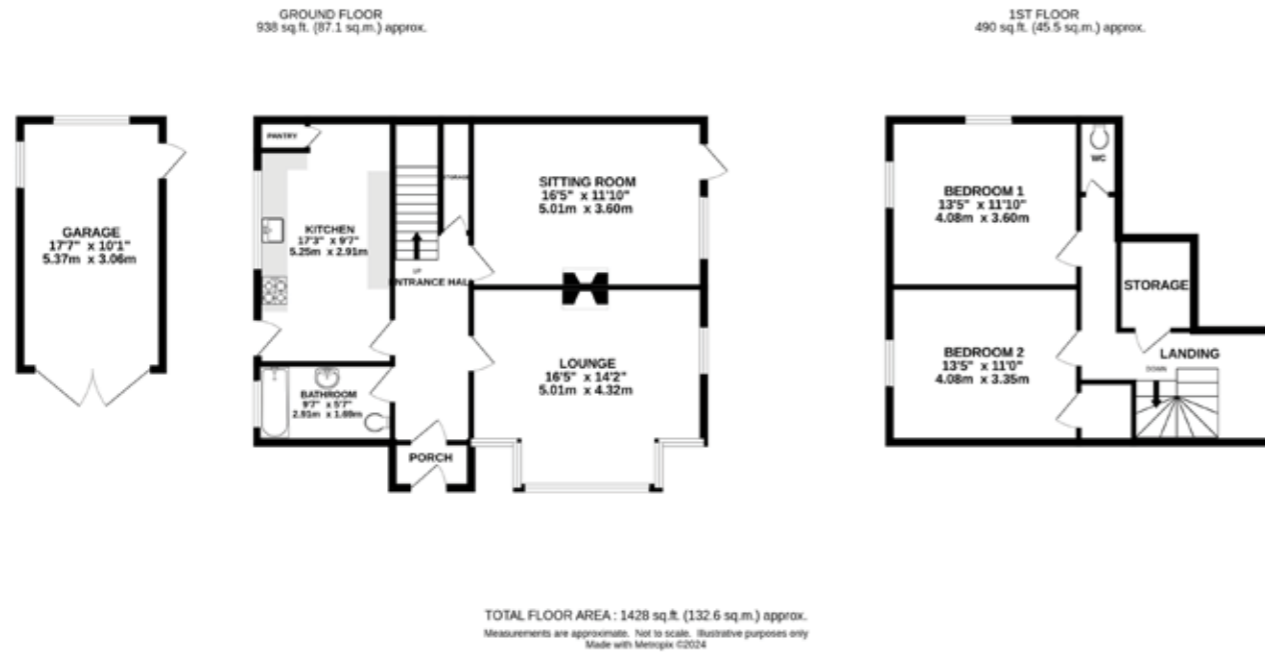 GROUND FLOOR
938 sq.ft. (87.1 sq.m.) approx.
1ST FLOOR
490 sq.ft. (45.5 sq.m.) approx.
GARAGE
17'7" x 10'1"
5.37m x 3.06m
PANTRY
KITCHEN
17'3" x 9'7"
5.25m x 2.91m
STORAGE
UP
ENTRANCE HALL
SITTING ROOM
16'5" x 11'10"
5.01m x 3.60m
LOUNGE
16'5" x 14'2"
5.01m x 4.32m
BATHROOM
9'7" x 5'7"
2.91m x 1.69m
PORCH
BEDROOM 1
13'5" x 11'10"
4.08m x 3.60m
WC
BEDROOM 2
13'5" x 11'0"
4.08m x 3.35m
STORAGE
LANDING
DOWN
TOTAL FLOOR AREA : 1428 sq.ft. (132.6 sq.m.) approx.
Measurements are approximate. Not to scale. Illustrative purposes only
Made with Metropix ©2024